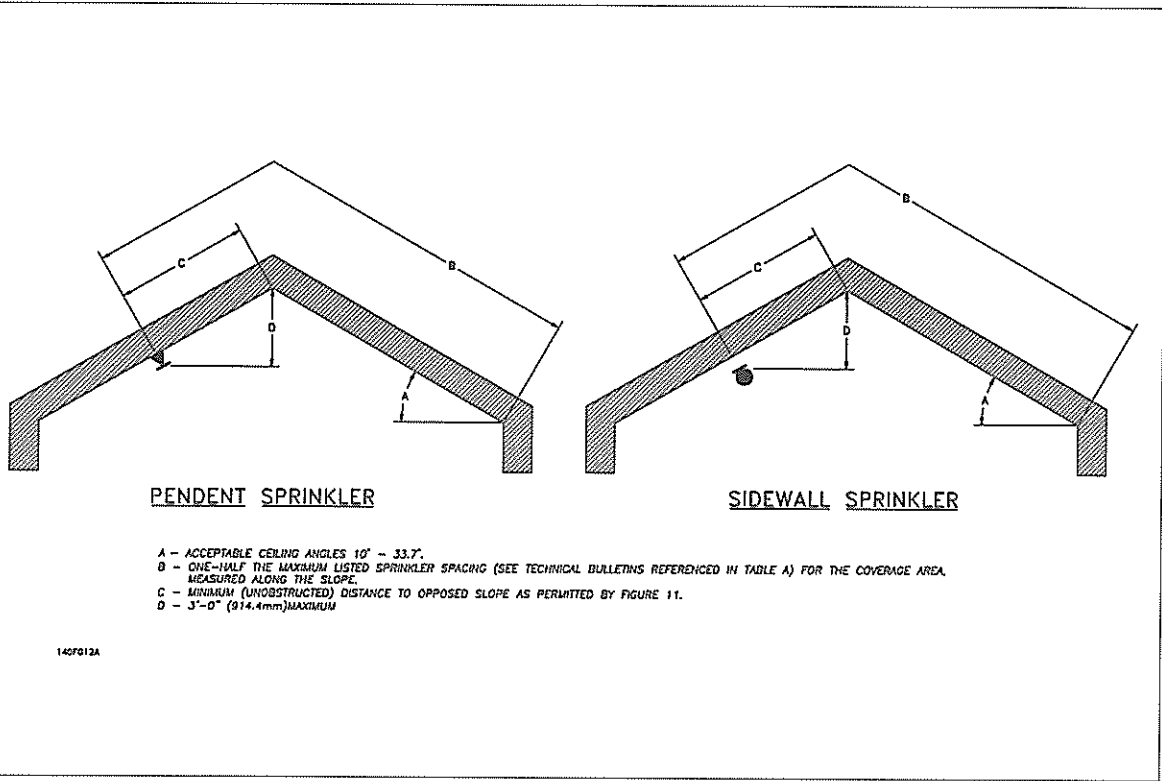 B
C
B
C
D
D
A
A
PENDENT SPRINKLER
SIDEWALL SPRINKLER
A – ACCEPTABLE CEILING ANGLES 10° – 33.7°.
B – ONE-HALF THE MAXIMUM LISTED SPRINKLER SPACING (SEE TECHNICAL BULLETINS REFERENCED IN TABLE A) FOR THE COVERAGE AREA,
MEASURED ALONG THE SLOPE.
C – MINIMUM (UNOBSTRUCTED) DISTANCE TO OPPOSED SLOPE AS PERMITTED BY FIGURE 11.
D – 3'-0" (914.4mm)MAXIMUM
140FG12A